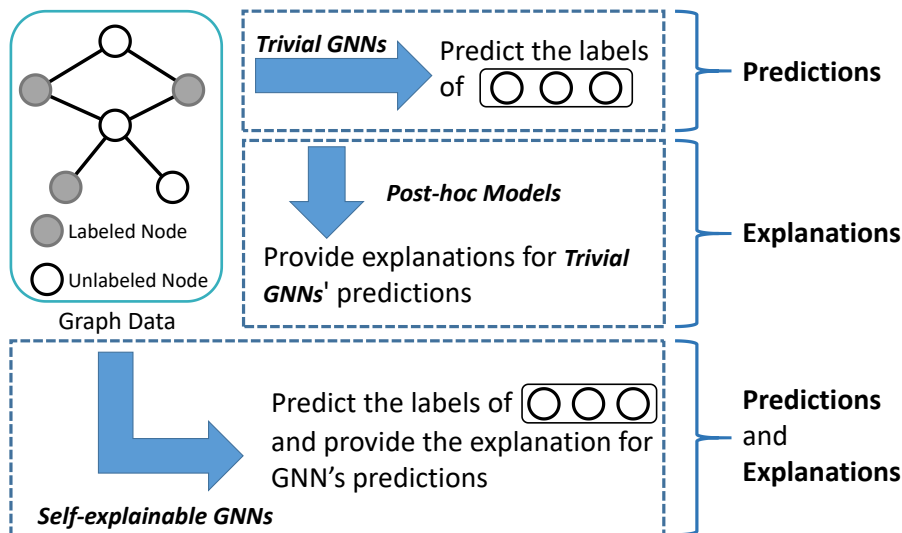 Labeled Node
Unlabeled Node
Graph Data
Trivial GNNs
Predict the labels
of
Predictions
Post-hoc Models
Provide explanations for Trivial
GNNs' predictions
Explanations
Self-explainable GNNs
Predict the labels of
and provide the explanation for
GNN’s predictions
Predictions
and
Explanations